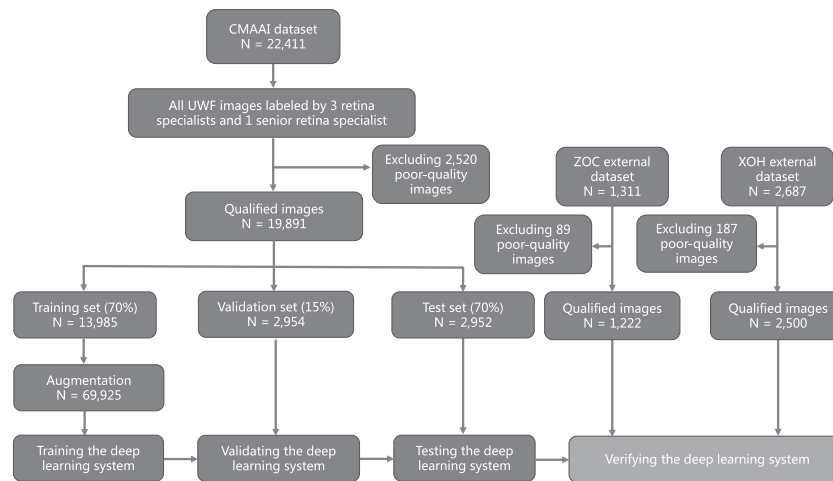 CMAAI dataset
N = 22,411
All UWF images labeled by 3 retina
specialists and 1 senior retina specialist
Excluding 2,520
poor-quality
images
ZOC external
dataset
N = 1,311
XOH external
dataset
N = 2,687
Qualified images
N = 19,891
Excluding 89
poor-quality
images
Excluding 187
poor-quality
images
Training set (70%)
N = 13,985
Validation set (15%)
N = 2,954
Test set (70%)
N = 2,952
Qualified images
N = 1,222
Qualified images
N = 2,500
Augmentation
N = 69,925
Training the deep
learning system
Validating the deep
learning system
Testing the deep
learning system
Verifying the deep learning system